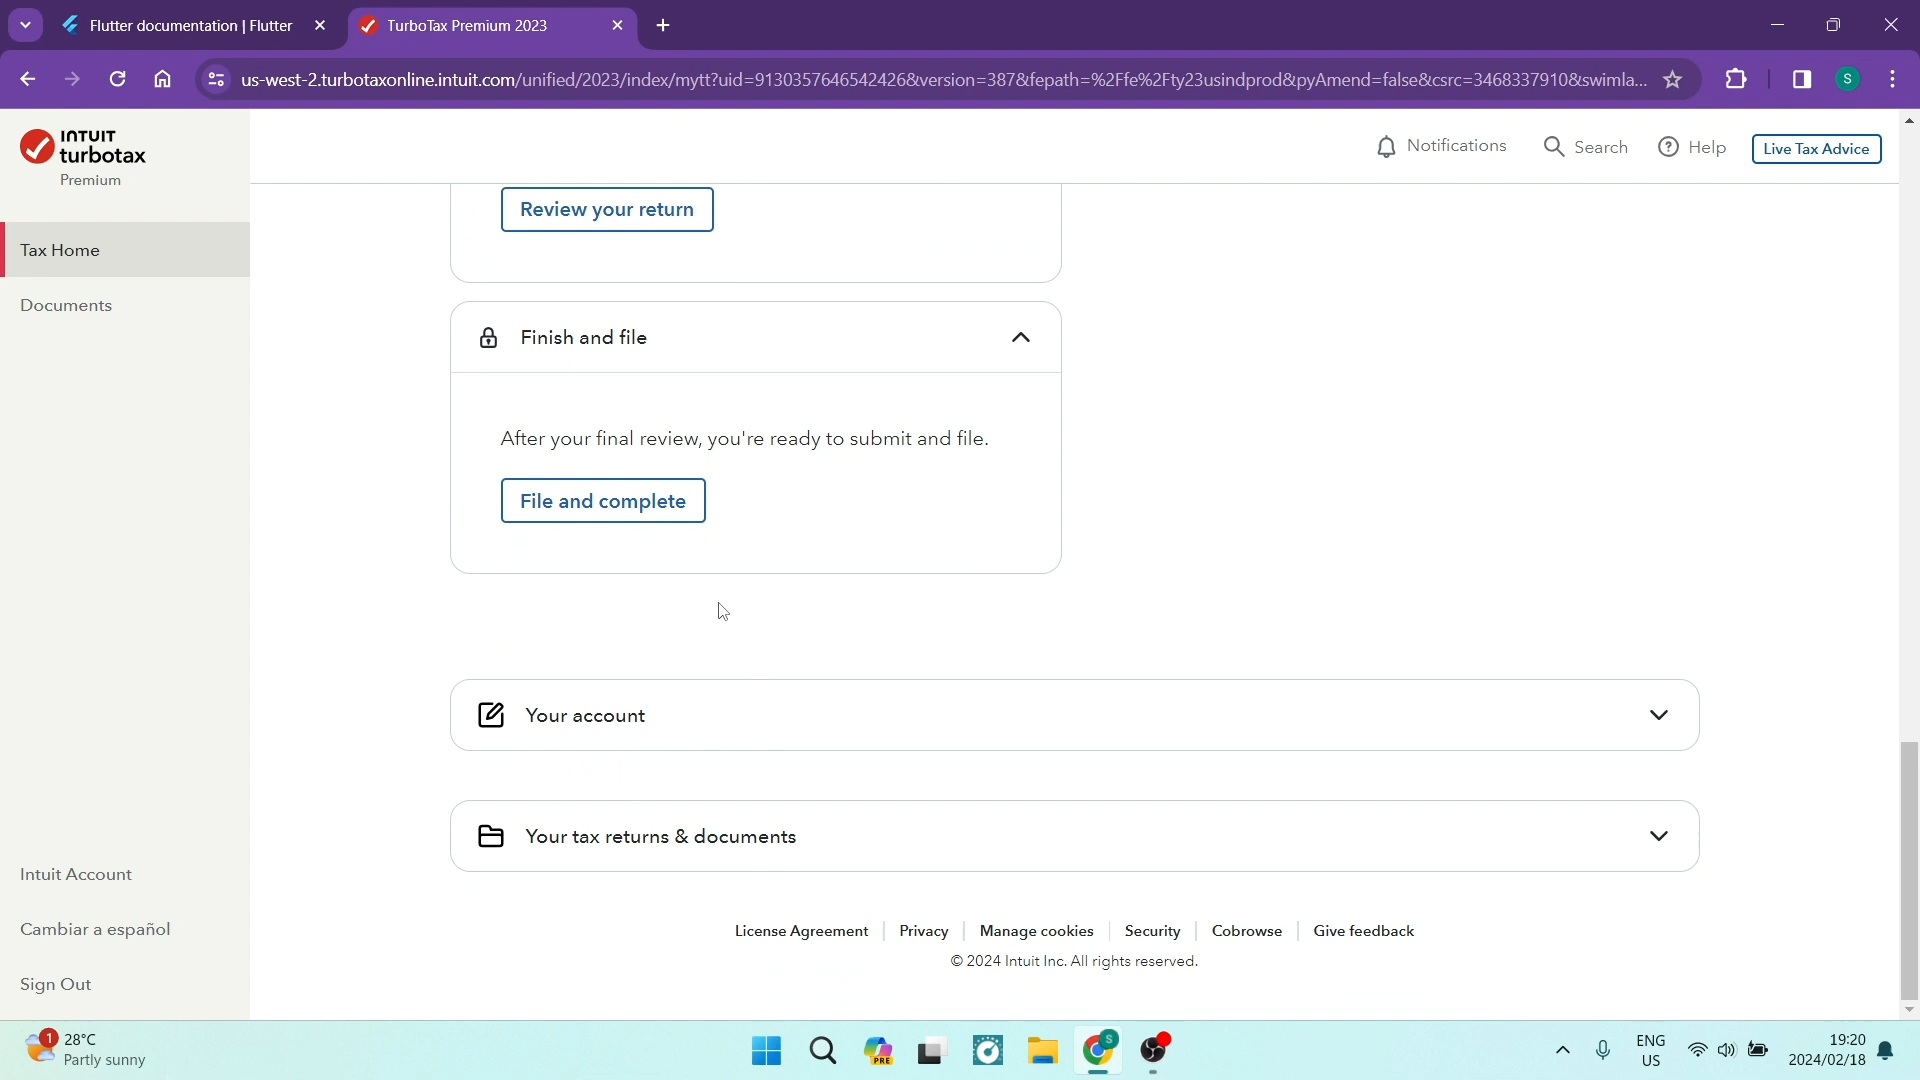 Flutter documentation | Flutter
TurboTax Premium 2023
us-west-2.turbotaxonline.intuit.com/unified/2023/index/mytt?uid=9130357646542426&version=387&fepath=%2Ffe%2Fty23usindprod&pyAmend=false&csrc=3468337910&swimla...
S
INTUIT
turbotax
Premium
Notifications
Search
Help
Live Tax Advice
Tax Home
Documents
Review your return
Finish and file
After your final review, you're ready to submit and file.
File and complete
Your account
Your tax returns & documents
Intuit Account
Cambiar a español
Sign Out
License Agreement
Privacy
Manage cookies
Security
Cobrowse
Give feedback
© 2024 Intuit Inc. All rights reserved.
1
28°C
Partly sunny
PRE
S
ENG
US
19:20
2024/02/18